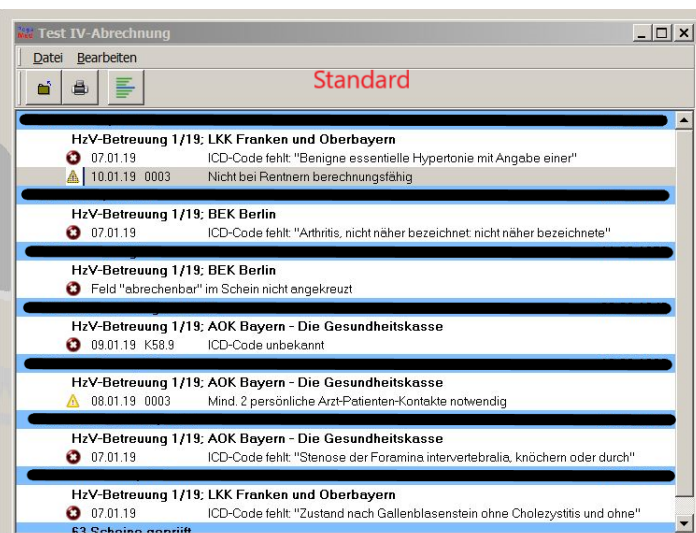 Test IV-Abrechnung
Datei Bearbeiten
Standard
HzV-Betreuung 1/19; LKK Franken und Oberbayern
07.01.19 ICD-Code fehlt: "Benigne essentielle Hypertonie mit Angabe einer"
10.01.19 0003 Nicht bei Rentnern berechnungsfähig
HzV-Betreuung 1/19; BEK Berlin
07.01.19 ICD-Code fehlt: "Arthritis, nicht näher bezeichnet: nicht näher bezeichnete"
HzV-Betreuung 1/19; BEK Berlin
Feld "abrechenbar" im Schein nicht angekreuzt
HzV-Betreuung 1/19; AOK Bayern - Die Gesundheitskasse
09.01.19 K58.9 ICD-Code unbekannt
HzV-Betreuung 1/19; AOK Bayern - Die Gesundheitskasse
08.01.19 0003 Mind. 2 persönliche Arzt-Patienten-Kontakte notwendig
HzV-Betreuung 1/19; AOK Bayern - Die Gesundheitskasse
07.01.19 ICD-Code fehlt: "Stenose der Foramina intervertebralia, knöchern oder durch"
HzV-Betreuung 1/19; LKK Franken und Oberbayern
07.01.19 ICD-Code fehlt: "Zustand nach Gallenblasenstein ohne Cholezystitis und ohne"
63 Scheine geprüft